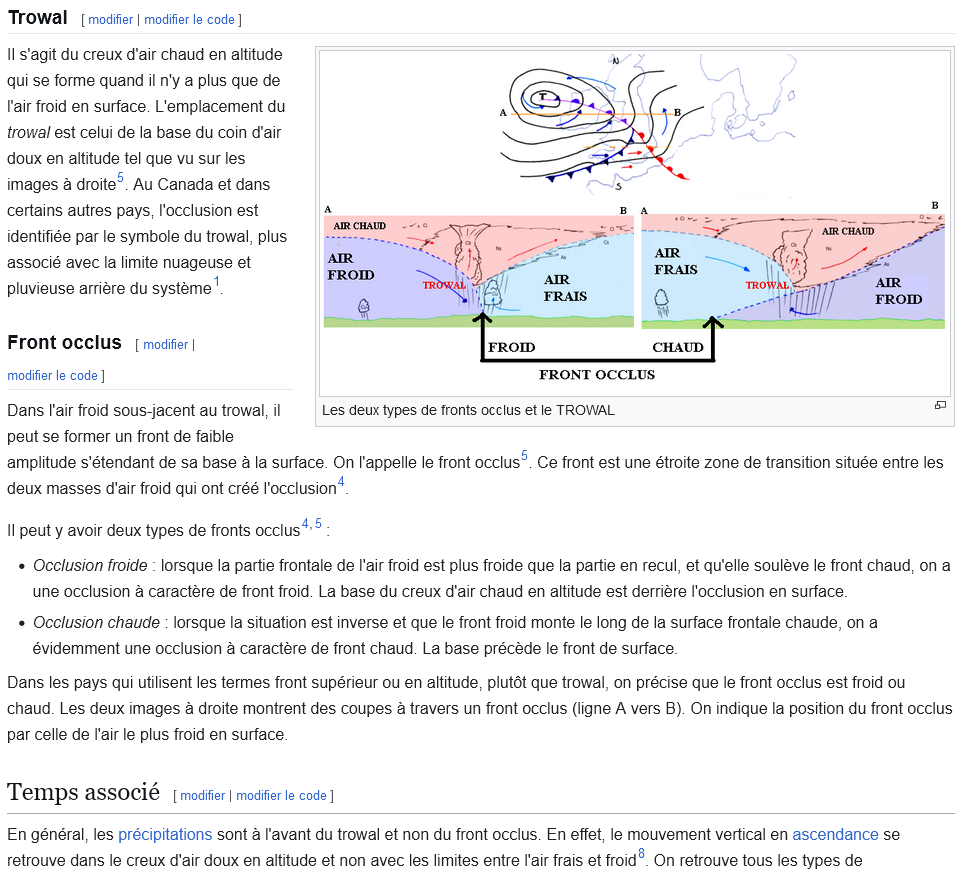 Trowal [ modifier | modifier le code ]
Il s'agit du creux d'air chaud en altitude
qui se forme quand il n'y a plus que de
l'air froid en surface. L'emplacement du
trowal est celui de la base du coin d'air
doux en altitude tel que vu sur les
images à droite5. Au Canada et dans
certains autres pays, l'occlusion est
identifiée par le symbole du trowal, plus
associé avec la limite nuageuse et
pluvieuse arrière du système1.
N
T
A
B
S
A
B
AIR CHAUD
AIR
FROID
TROWAL
Cb
Ns
As
Cs
AIR
FRAIS
A
B
AIR CHAUD
AIR
FRAIS
TROWAL
Cb
Ns
As
AIR
FROID
FROID
CHAUD
FRONT OCCLUS
Les deux types de fronts occlus et le TROWAL
Front occlus [ modifier |
modifier le code ]
Dans l'air froid sous-jacent au trowal, il
peut se former un front de faible
amplitude s'étendant de sa base à la surface. On l'appelle le front occlus5. Ce front est une étroite zone de transition située entre les
deux masses d'air froid qui ont créé l'occlusion4.
Il peut y avoir deux types de fronts occlus4, 5 :
• Occlusion froide : lorsque la partie frontale de l'air froid est plus froide que la partie en recul, et qu'elle soulève le front chaud, on a
une occlusion à caractère de front froid. La base du creux d'air chaud en altitude est derrière l'occlusion en surface.
• Occlusion chaude : lorsque la situation est inverse et que le front froid monte le long de la surface frontale chaude, on a
évidemment une occlusion à caractère de front chaud. La base précède le front de surface.
Dans les pays qui utilisent les termes front supérieur ou en altitude, plutôt que trowal, on précise que le front occlus est froid ou
chaud. Les deux images à droite montrent des coupes à travers un front occlus (ligne A vers B). On indique la position du front occlus
par celle de l'air le plus froid en surface.
Temps associé [ modifier | modifier le code ]
En général, les précipitations sont à l'avant du trowal et non du front occlus. En effet, le mouvement vertical en ascendance se
retrouve dans le creux d'air doux en altitude et non avec les limites entre l'air frais et froid8. On retrouve tous les types de